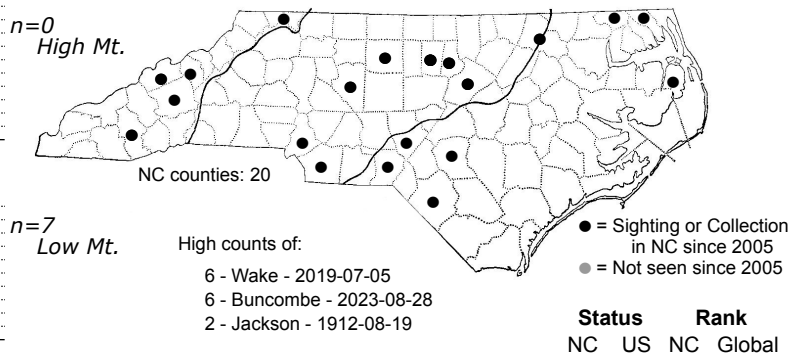 n=0
High Mt.
NC counties: 20
n=7
Low Mt.
High counts of:
6 - Wake - 2019-07-05
6 - Buncombe - 2023-08-28
2 - Jackson - 1912-08-19
= Sighting or Collection
in NC since 2005
= Not seen since 2005
Status Rank
NC US NC Global